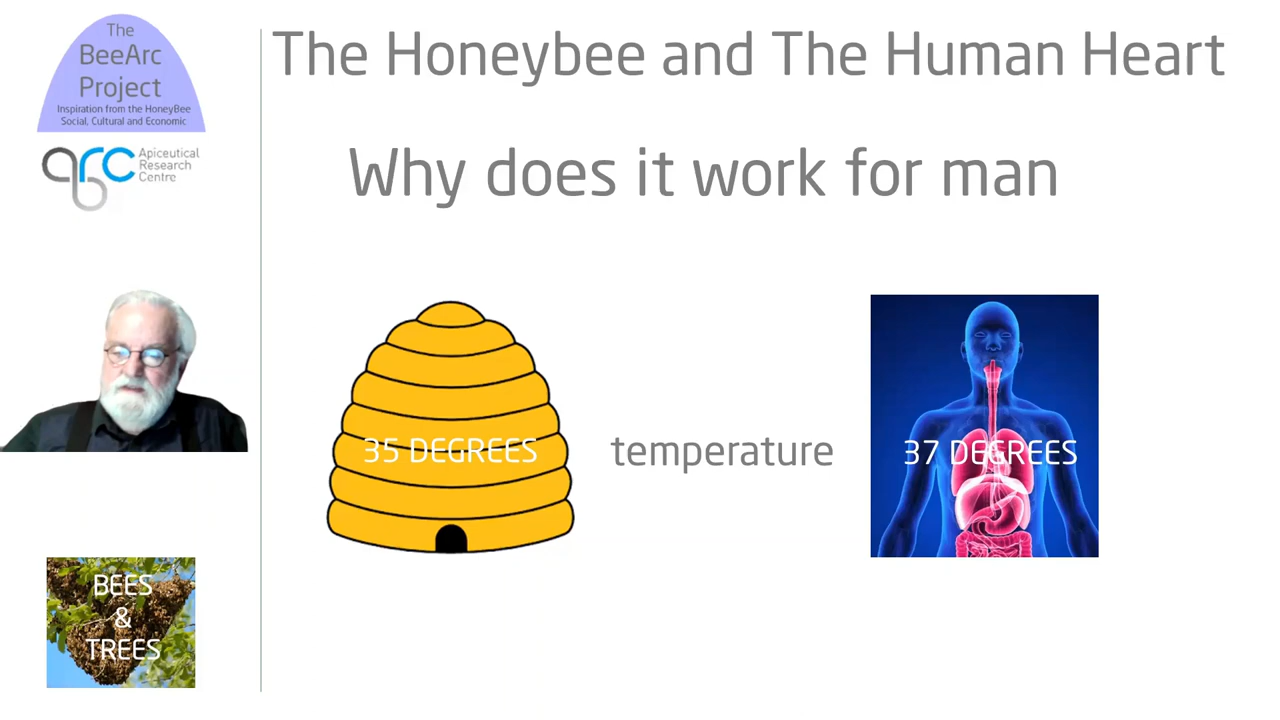 The
BeeArc
Project
Inspiration from the HoneyBee
Social, Cultural and Economic
arc
Apiceutical
Research
Centre
The Honeybee and The Human Heart
Why does it work for man
35 DEGREES
temperature
37 DEGREES
BEES
&
TREES